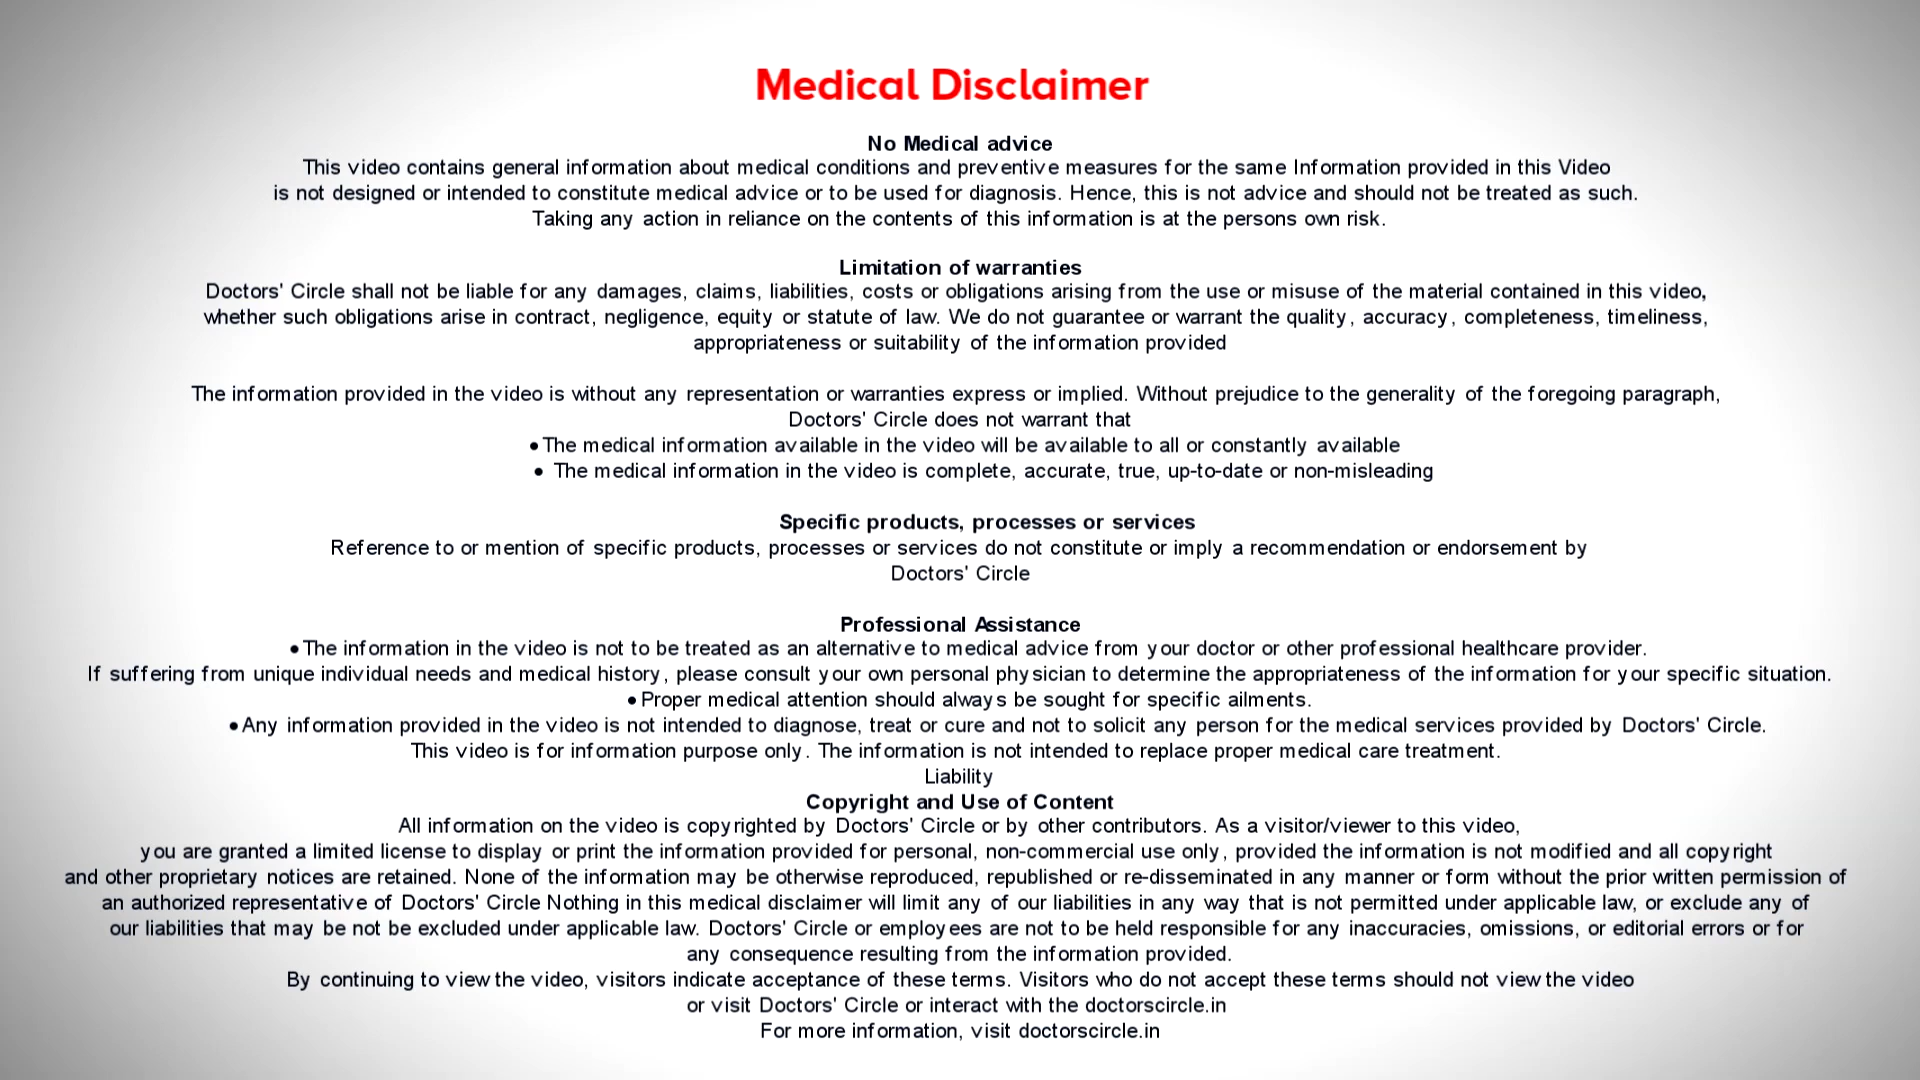 Medical Disclaimer
No Medical advice
This video contains general information about medical conditions and preventive measures for the same Information provided in this Video
is not designed or intended to constitute medical advice or to be used for diagnosis. Hence, this is not advice and should not be treated as such.
Taking any action in reliance on the contents of this information is at the persons own risk.
Limitation of warranties
Doctors' Circle shall not be liable for any damages, claims, liabilities, costs or obligations arising from the use or misuse of the material contained in this video,
whether such obligations arise in contract, negligence, equity or statute of law. We do not guarantee or warrant the quality, accuracy, completeness, timeliness,
appropriateness or suitability of the information provided
The information provided in the video is without any representation or warranties express or implied. Without prejudice to the generality of the foregoing paragraph,
Doctors' Circle does not warrant that
•The medical information available in the video will be available to all or constantly available
• The medical information in the video is complete, accurate, true, up-to-date or non-misleading
Specific products, processes or services
Reference to or mention of specific products, processes or services do not constitute or imply a recommendation or endorsement by
Doctors' Circle
Professional Assistance
•The information in the video is not to be treated as an alternative to medical advice from your doctor or other professional healthcare provider.
If suffering from unique individual needs and medical history, please consult your own personal physician to determine the appropriateness of the information for your specific situation.
•Proper medical attention should always be sought for specific ailments.
•Any information provided in the video is not intended to diagnose, treat or cure and not to solicit any person for the medical services provided by Doctors' Circle.
This video is for information purpose only. The information is not intended to replace proper medical care treatment.
Liability
Copyright and Use of Content
All information on the video is copyrighted by Doctors' Circle or by other contributors. As a visitor/viewer to this video,
you are granted a limited license to display or print the information provided for personal, non-commercial use only, provided the information is not modified and all copyright
and other proprietary notices are retained. None of the information may be otherwise reproduced, republished or re-disseminated in any manner or form without the prior written permission of
an authorized representative of Doctors' Circle Nothing in this medical disclaimer will limit any of our liabilities in any way that is not permitted under applicable law, or exclude any of
our liabilities that may be not be excluded under applicable law. Doctors' Circle or employees are not to be held responsible for any inaccuracies, omissions, or editorial errors or for
any consequence resulting from the information provided.
By continuing to view the video, visitors indicate acceptance of these terms. Visitors who do not accept these terms should not view the video
or visit Doctors' Circle or interact with the doctorscircle.in
For more information, visit doctorscircle.in